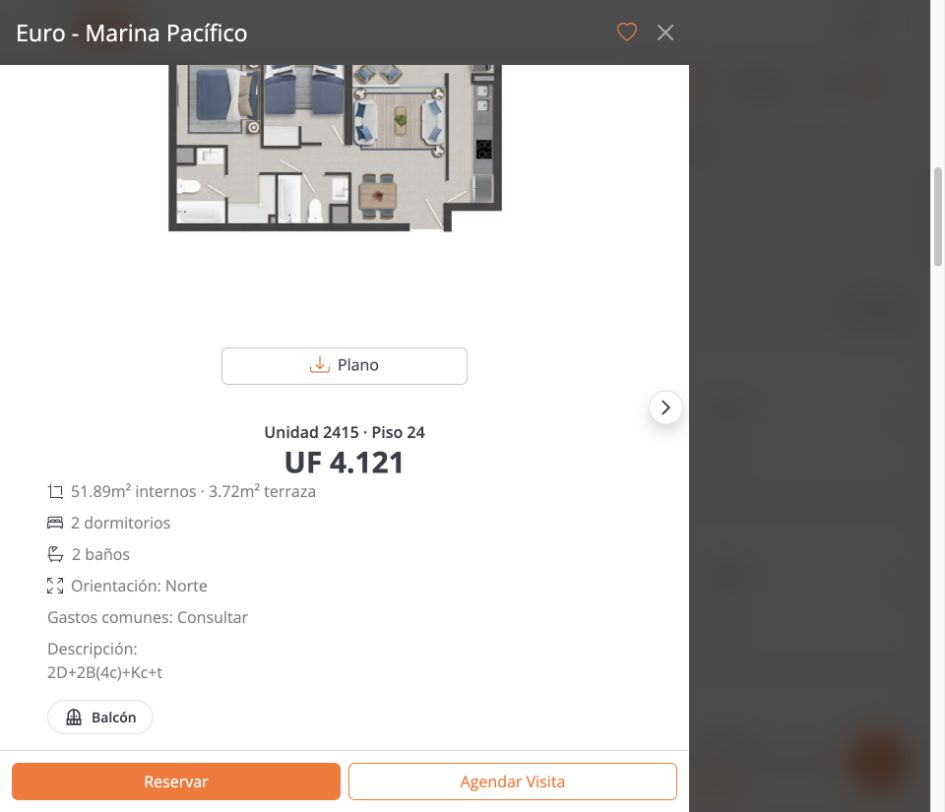 Euro - Marina Pacífico
Plano
Unidad 2415 · Piso 24
UF 4.121
51.89m² internos · 3.72m² terraza
2 dormitorios
2 baños
Orientación: Norte
Gastos comunes: Consultar
Descripción:
2D+2B(4c)+Kc+t
Balcón
Reservar
Agendar Visita